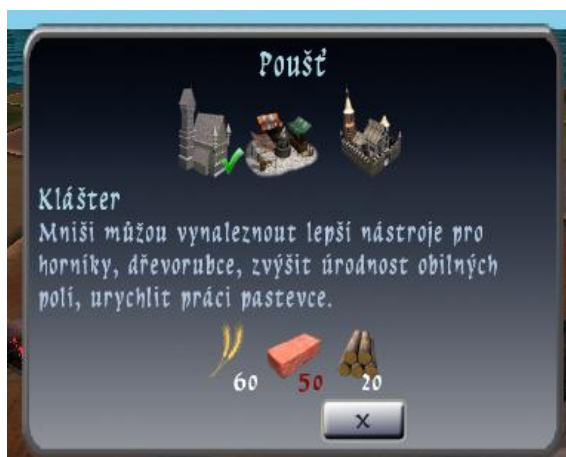 Poušť
Klášter
Mniši můžou vynaleznout lepší nástroje pro
horníky, dřevorubce, zvýšit úrodnost obilných
polí, urychlit práci pastevce.
60 50 20
x